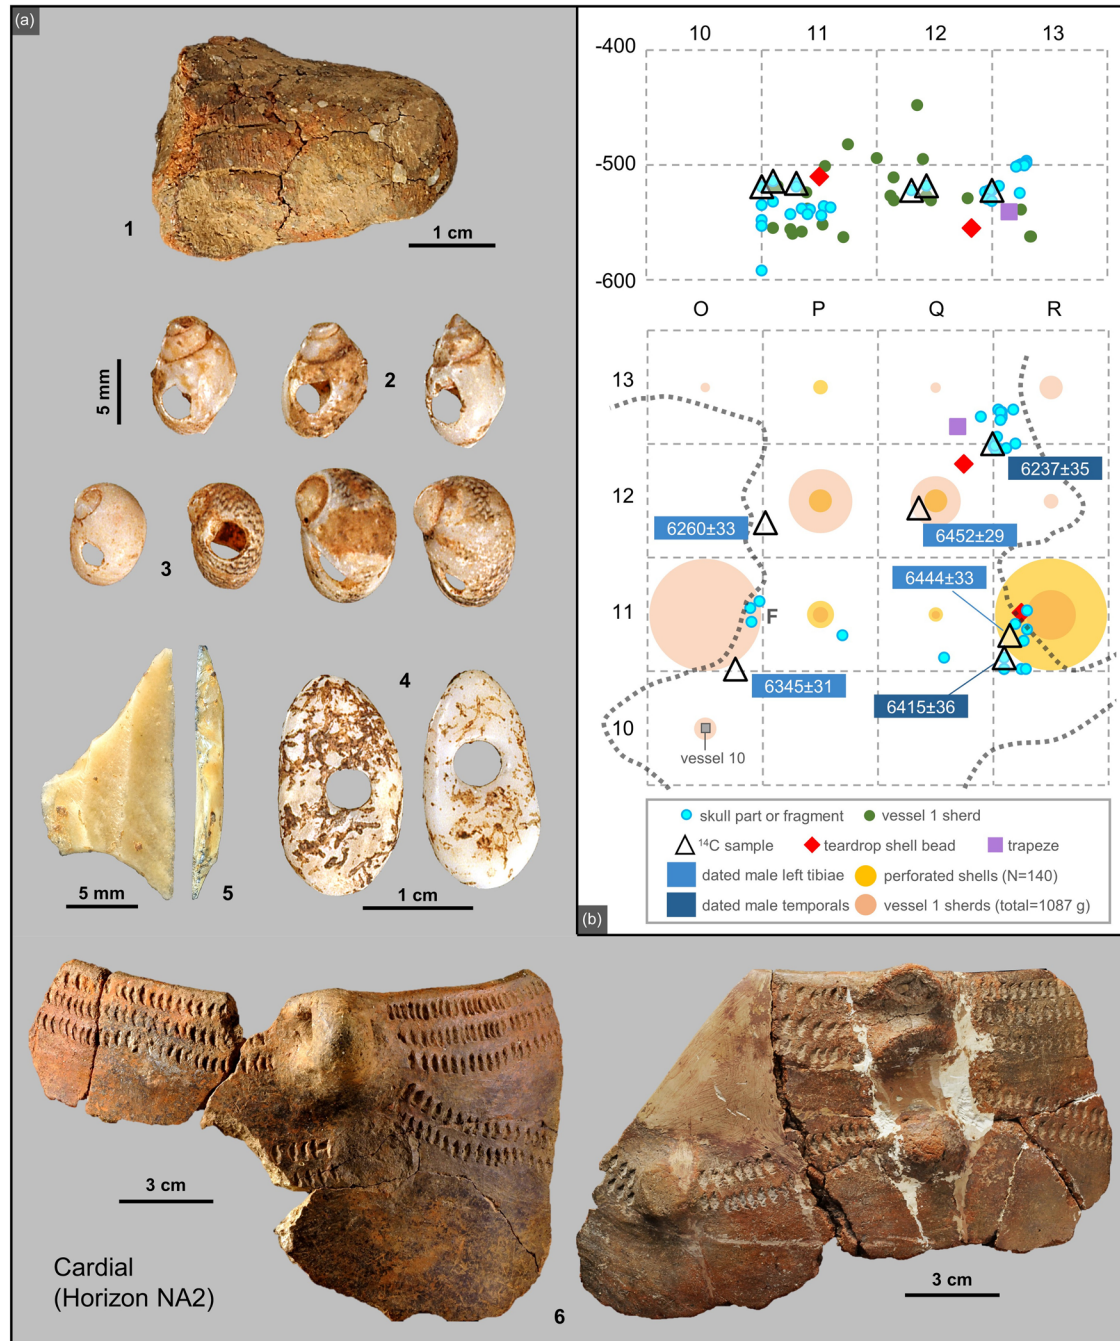 (a)
1
1 cm
5 mm
2
3
4
5 mm
5
1 cm
10 11 12 13
-400
-500
-600
O P Q R
13
12
11
10
6237±35
6260±33
6452±29
6444±33
F
6345±31
6415±36
vessel 10
skull part or fragment
vessel 1 sherd
¹⁴C sample
teardrop shell bead
trapeze
dated male left tibiae
perforated shells (N=140)
dated male temporals
vessel 1 sherds (total=1087 g)
(b)
3 cm
Cardial
(Horizon NA2)
6
3 cm